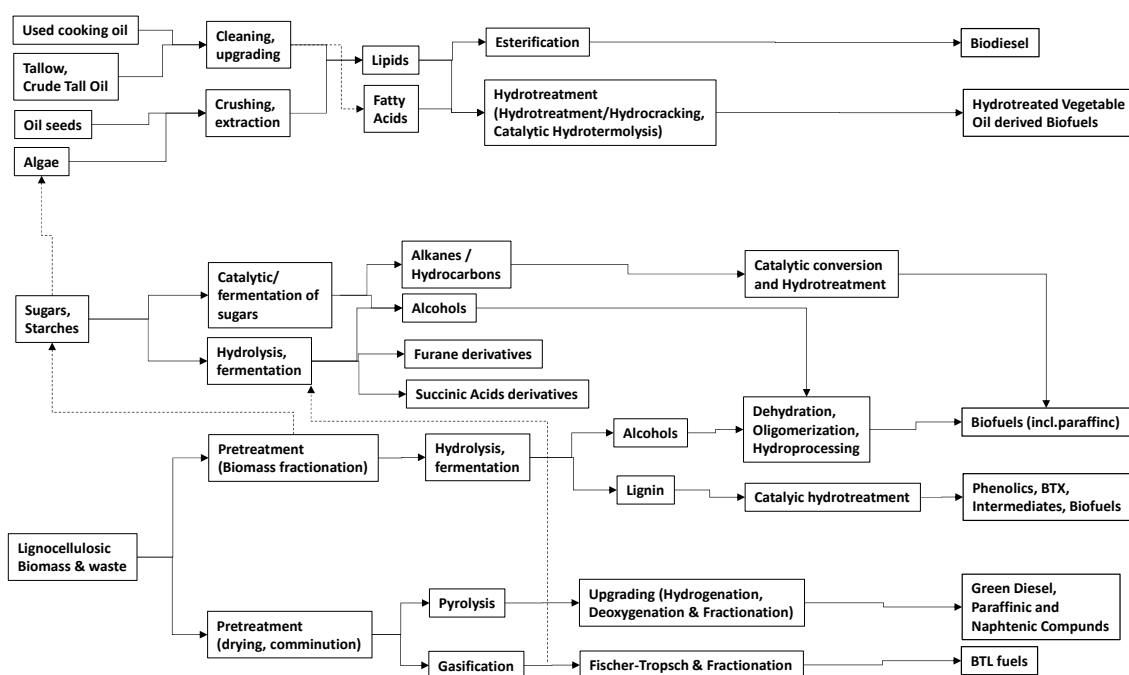 Used cooking oil
Tallow,
Crude Tall Oil
Oil seeds
Algae
Cleaning,
upgrading
Crushing,
extraction
Lipids
Fatty
Acids
Esterification
Hydrotreatment
(Hydrotreatment/Hydrocracking,
Catalytic Hydrotermolysis)
Biodiesel
Hydrotreated Vegetable
Oil derived Biofuels
Sugars,
Starches
Catalytic/
fermentation of
sugars
Hydrolysis,
fermentation
Alkanes /
Hydrocarbons
Alcohols
Furane derivatives
Succinic Acids derivatives
Catalytic conversion
and Hydrotreatment
Dehydration,
Oligomerization,
Hydroprocessing
Biofuels (incl.paraffinc)
Lignocellulosic
Biomass & waste
Pretreatment
(Biomass fractionation)
Hydrolysis,
fermentation
Alcohols
Lignin
Catalyic hydrotreatment
Phenolics, BTX,
Intermediates, Biofuels
Pretreatment
(drying, comminution)
Pyrolysis
Gasification
Upgrading (Hydrogenation,
Deoxygenation & Fractionation)
Fischer-Tropsch & Fractionation
Green Diesel,
Paraffinic and
Naphtenic Compunds
BTL fuels